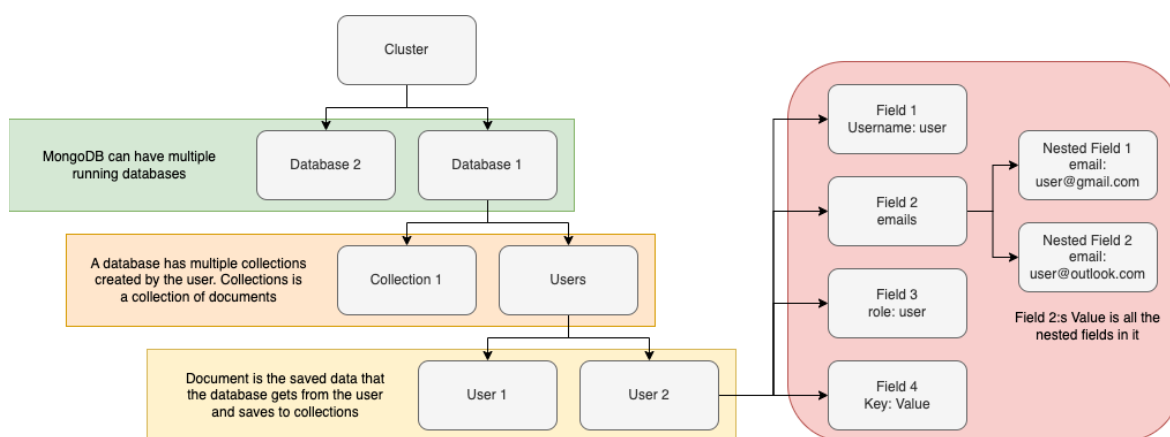 Cluster
MongoDB can have multiple
running databases
Database 2
Database 1
A database has multiple collections
created by the user. Collections is
a collection of documents
Collection 1
Users
Document is the saved data that
the database gets from the user
and saves to collections
User 1
User 2
Field 1
Username: user
Field 2
emails
Field 3
role: user
Field 4
Key: Value
Nested Field 1
email:
user@gmail.com
Nested Field 2
email:
user@outlook.com
Field 2:s Value is all the
nested fields in it